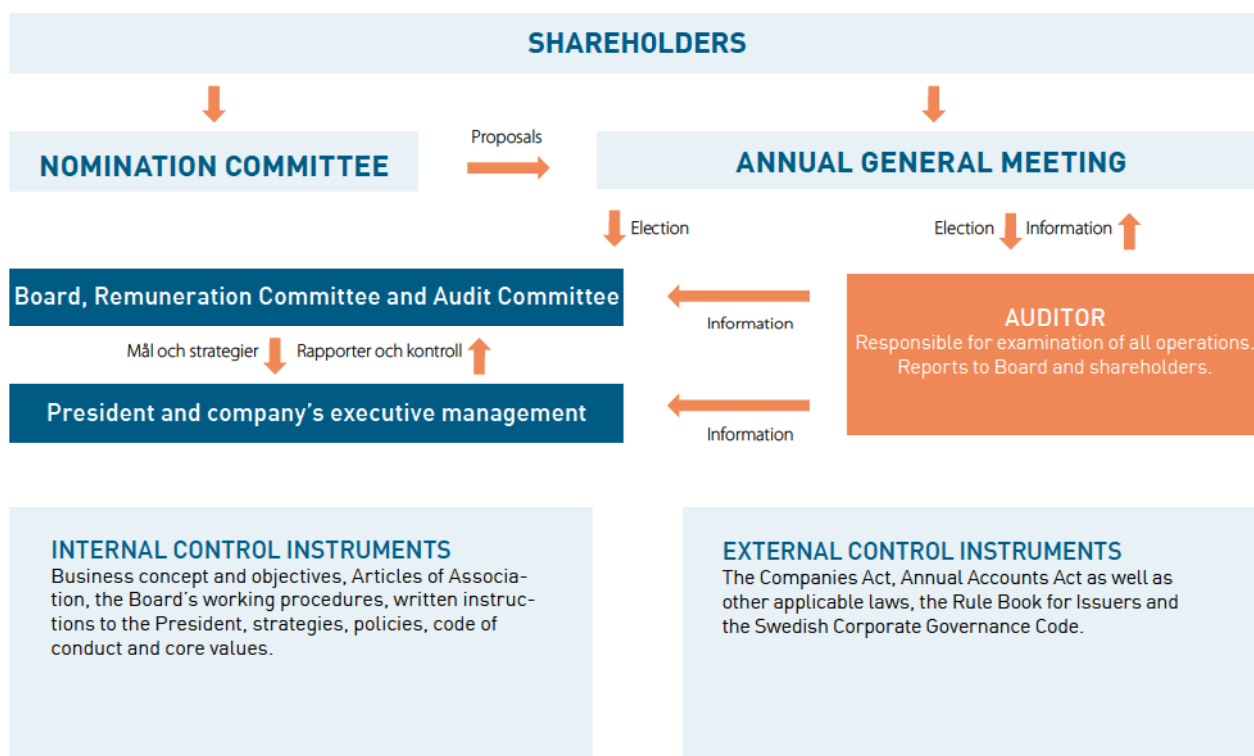 SHAREHOLDERS
Proposals
NOMINATION COMMITTEE
ANNUAL GENERAL MEETING
Election
Election
Information
Board, Remuneration Committee and Audit Committee
Information
AUDITOR
Responsible for examination of all operations.
Reports to Board and shareholders.
Mål och strategier
Rapporter och kontroll
President and company’s executive management
Information
INTERNAL CONTROL INSTRUMENTS
Business concept and objectives, Articles of Associa-
tion, the Board’s working procedures, written instruc-
tions to the President, strategies, policies, code of
conduct and core values.
EXTERNAL CONTROL INSTRUMENTS
The Companies Act, Annual Accounts Act as well as
other applicable laws, the Rule Book for Issuers and
the Swedish Corporate Governance Code.